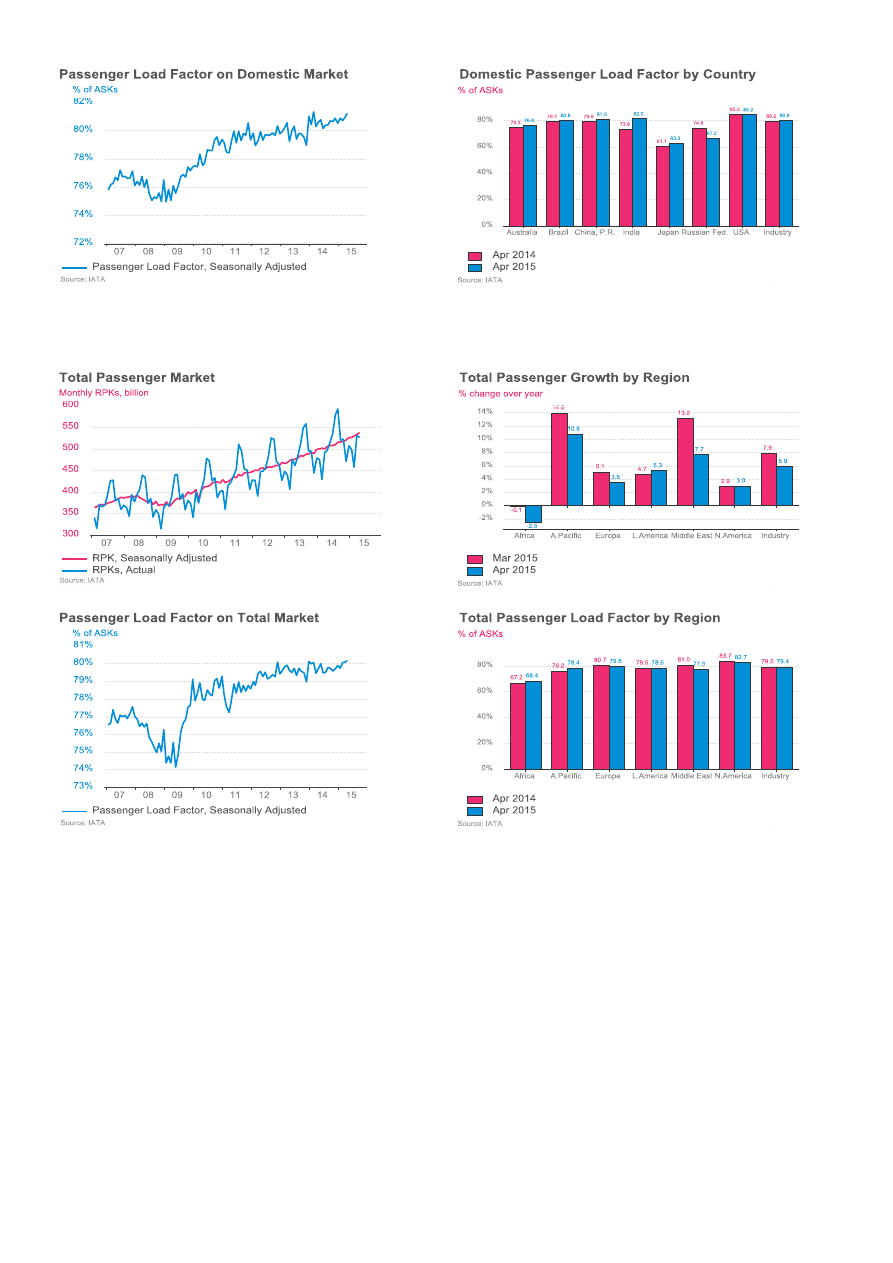 Passenger Load Factor on Domestic Market
% of ASKs
82%
80%
78%
76%
74%
72%
07 08 09 10 11 12 13 14 15
Passenger Load Factor, Seasonally Adjusted
Source: IATA
Domestic Passenger Load Factor by Country
% of ASKs
80%
60%
40%
20%
0%
76.8
79.7 80.8
81.5
73.9 82.5
61.1 63.3
74.8 67.2
85.2 85.2
80.2 80.8
Australia Brazil China, P.R. India Japan Russian Fed. USA Industry
Apr 2014
Apr 2015
Source: IATA
Total Passenger Market
Monthly RPKs, billion
600
550
500
450
400
350
300
07 08 09 10 11 12 13 14 15
RPK, Seasonally Adjusted
RPKs, Actual
Source: IATA
Total Passenger Growth by Region
% change over year
14%
12%
10%
8%
6%
4%
2%
0%
-2%
-0.1 -2.5
10.8
5.1 3.5
4.7 5.3
13.2 7.7
2.9 3.0
7.9 5.9
Africa A.Pacific Europe L.America Middle East N.America Industry
Mar 2015
Apr 2015
Source: IATA
Passenger Load Factor on Total Market
% of ASKs
81%
80%
79%
78%
77%
76%
75%
74%
73%
07 08 09 10 11 12 13 14 15
Passenger Load Factor, Seasonally Adjusted
Source: IATA
Total Passenger Load Factor by Region
% of ASKs
80%
60%
40%
20%
0%
67.2 68.4
76.2 78.4
80.7 79.6
78.5 78.6
81.0 77.5
83.7 82.7
79.5 79.4
Africa A.Pacific Europe L.America Middle East N.America Industry
Apr 2014
Apr 2015
Source: IATA